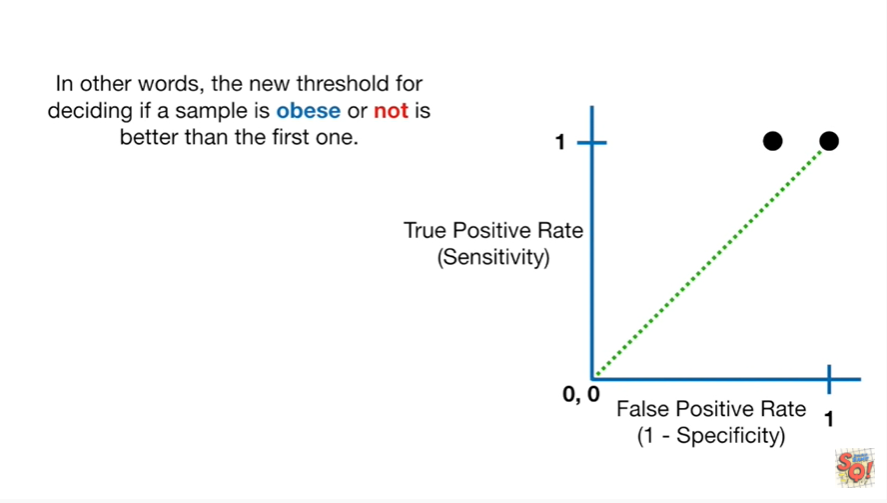 In other words, the new threshold for
deciding if a sample is obese or not is
better than the first one.
1
True Positive Rate
(Sensitivity)
0, 0
False Positive Rate
(1 - Specificity)
1
SQ!